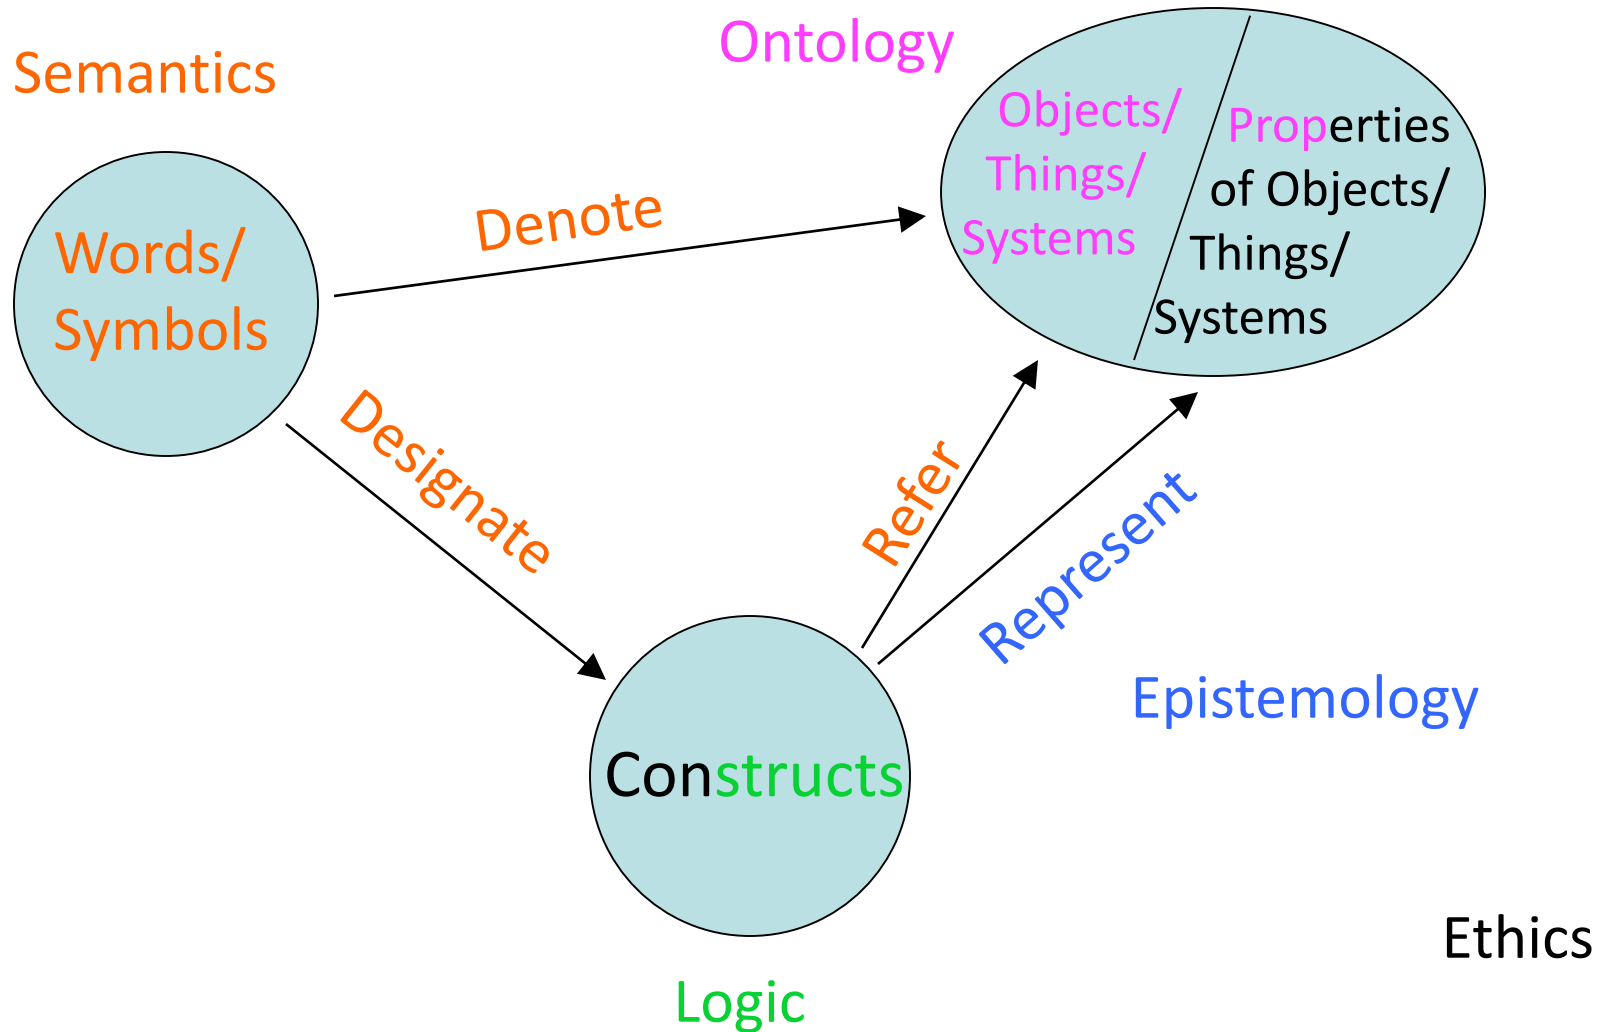 Ontology
Semantics
Objects/
Things/
Systems
Properties
of Objects/
Things/
Systems
Words/
Symbols
Denote
Designate
Refer
Represent
Epistemology
Constructs
Ethics
Logic